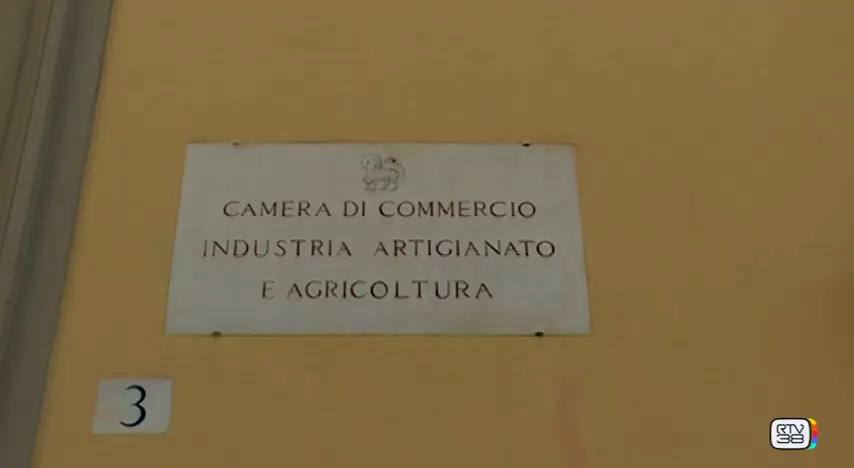 CAMERA DI COMMERCIO
INDUSTRIA ARTIGIANATO
E AGRICOLTURA
3
RTV
38